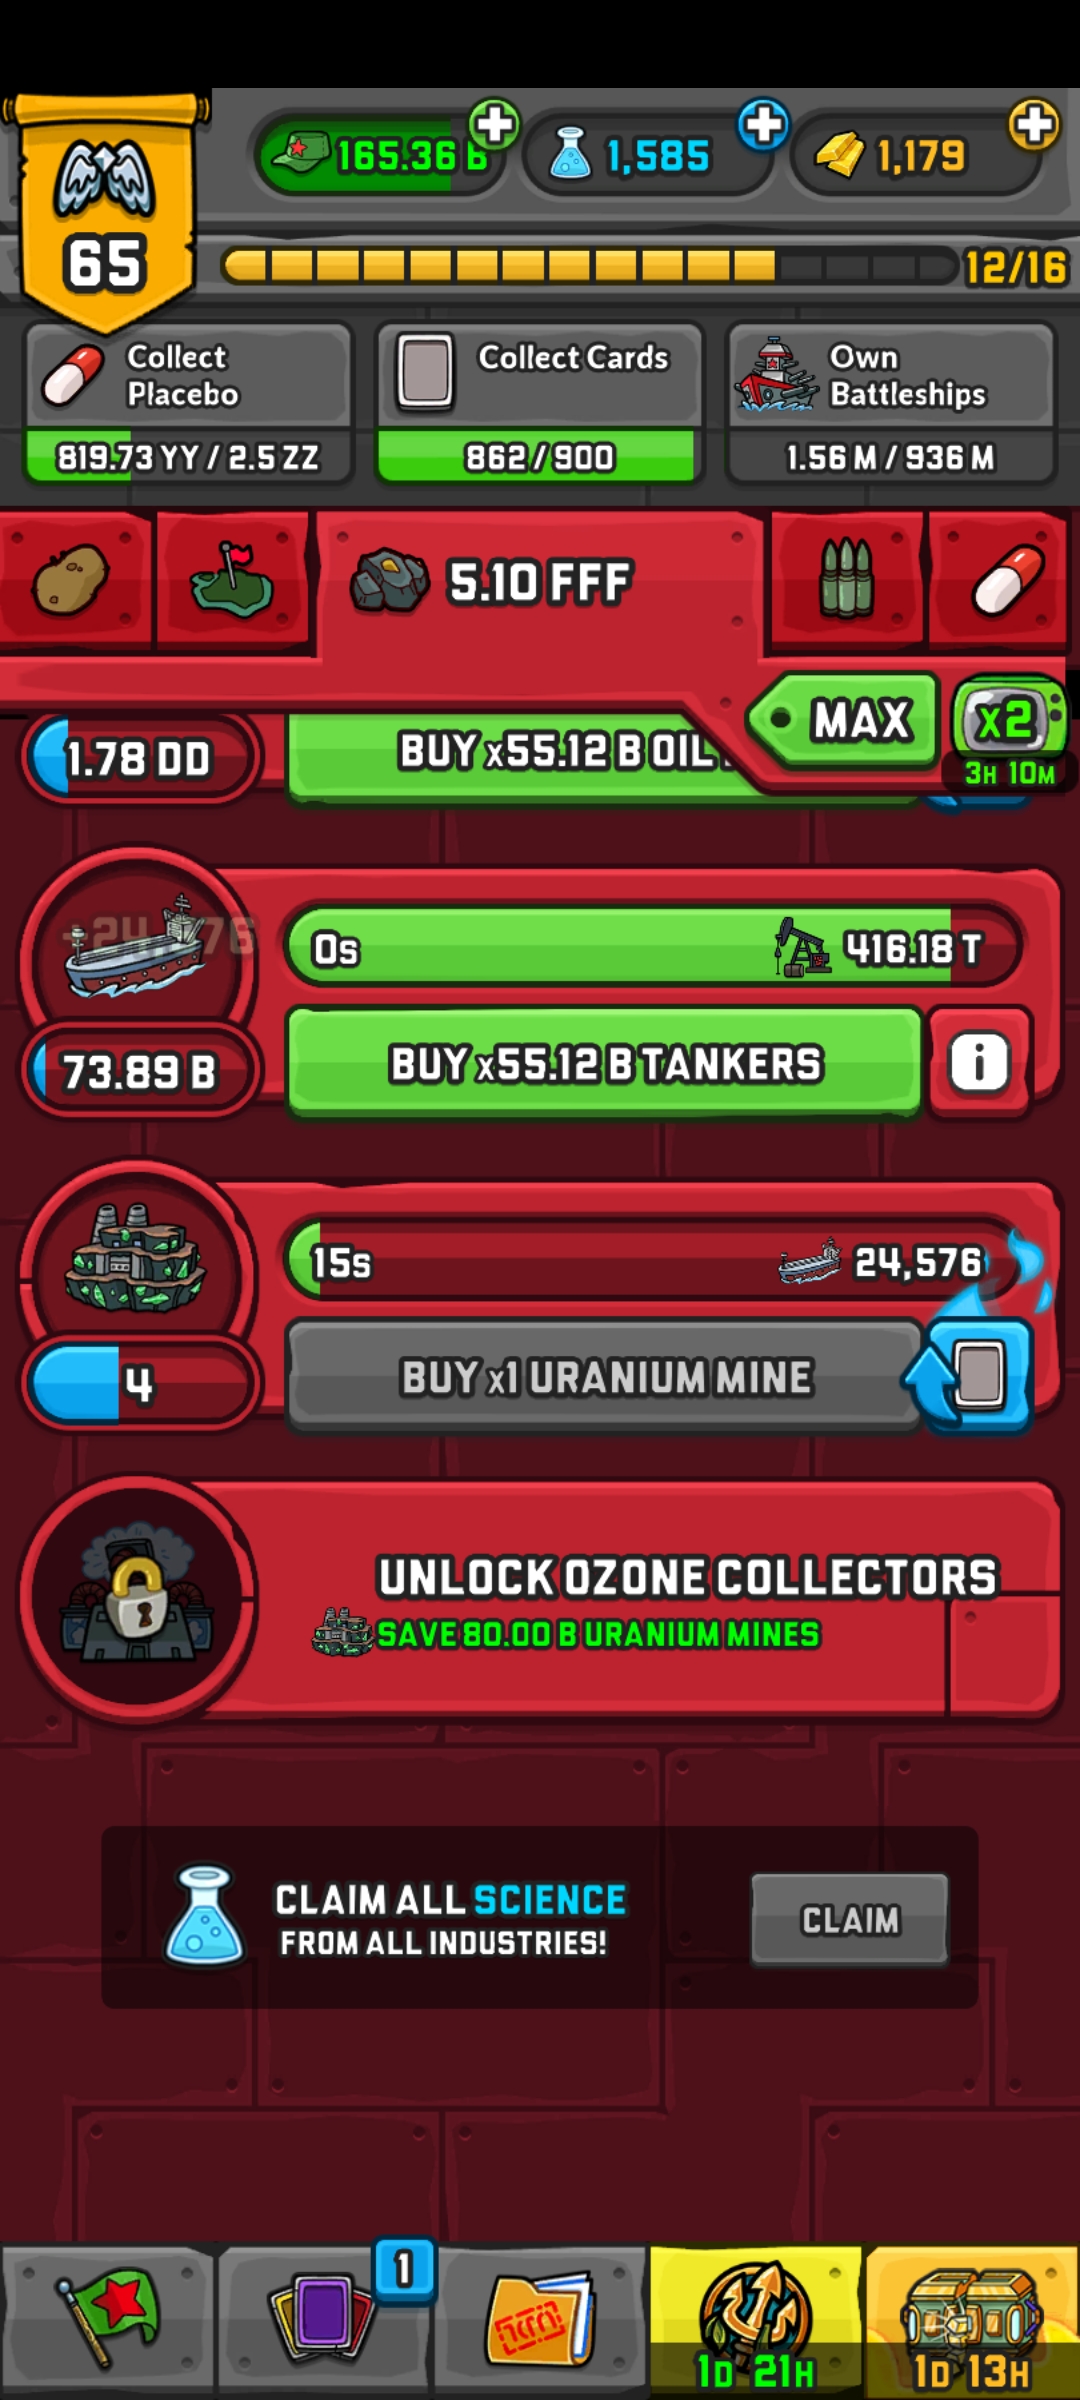 165.36 B
1,585
1,179
65
12/16
Collect
Placebo
819.73 YY / 2.5 ZZ
Collect Cards
862/900
Own
Battleships
1.56 M / 936 M
5.10 FFF
MAX
x2
3H 10M
1.78 DD
BUY x55.12 B OIL
+24,576
0s
416.18 T
73.89 B
BUY x55.12 B TANKERS
i
15s
24,576
4
BUY x1 URANIUM MINE
UNLOCK OZONE COLLECTORS
SAVE 80.00 B URANIUM MINES
CLAIM ALL SCIENCE
FROM ALL INDUSTRIES!
CLAIM
1
1D 21H
1D 13H